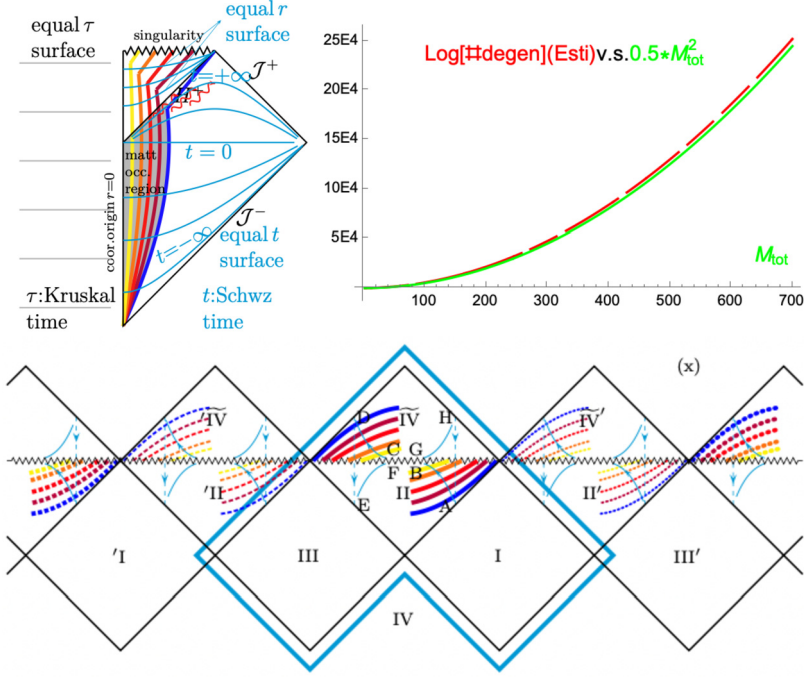 equal τ
surface
singularity
equal r
surface
t=+∞
𝒥⁺
H⁺
matt
occ.
region
t = 0
coor.origin r=0
𝒥⁻
t=−∞
equal t
surface
τ:Kruskal
time
t:Schwz
time
25E4
20E4
15E4
10E4
5E4
Log[♯degen](Esti)v.s.0.5*M²tot
Mtot
100 200 300 400 500 600 700
(x)
′ĨV D ĨV H ĨV′
C G
F B
′II II II′
E A
′I III I III′
IV